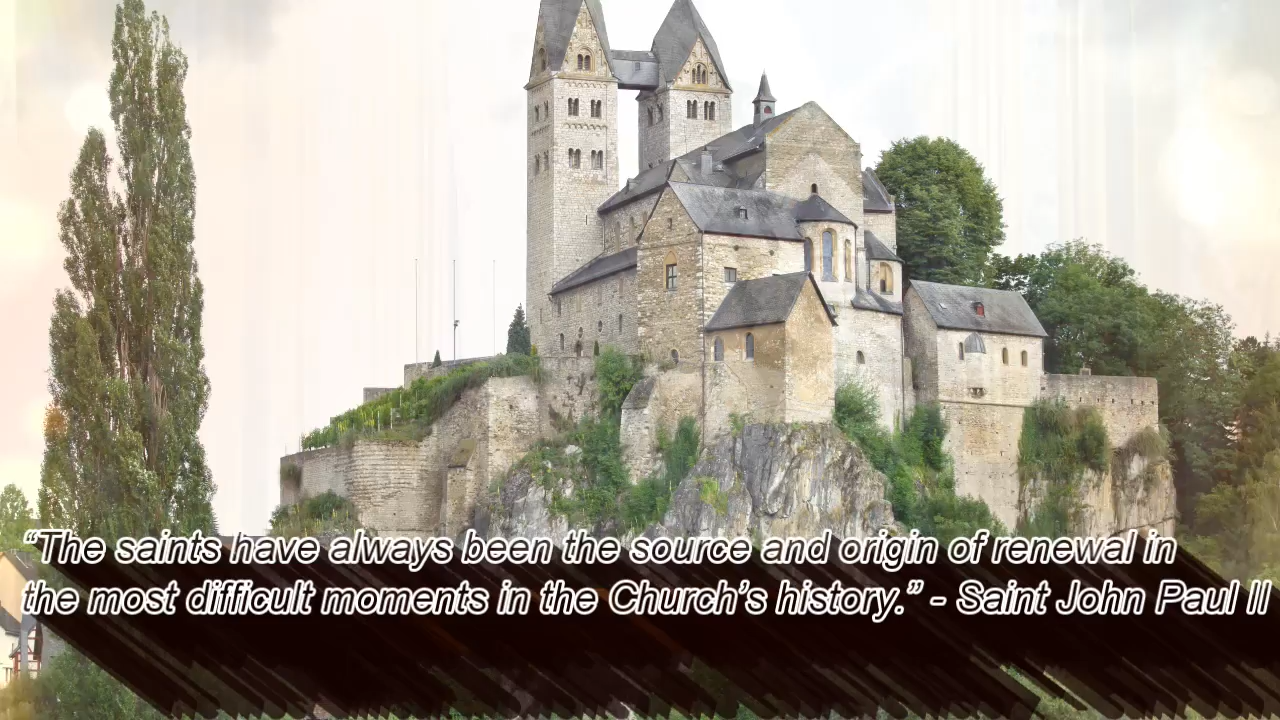 “The saints have always been the source and origin of renewal in
the most difficult moments in the Church’s history.” - Saint John Paul II